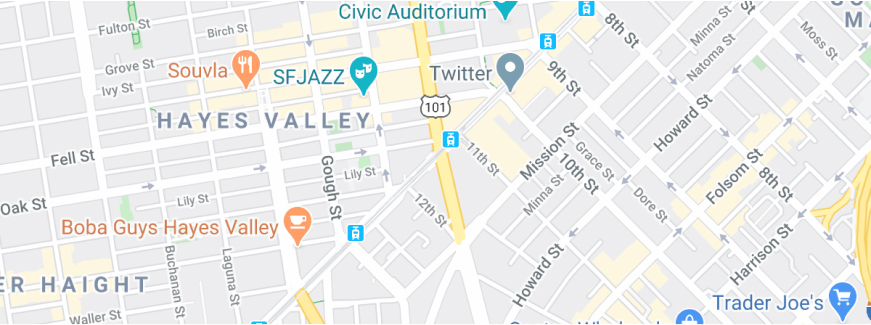 Civic Auditorium
Fulton St
Birch St
8th St
Minna St
Moss St
Grove St
Souvla
SFJAZZ
Twitter
9th St
Natoma St
Ivy St
101
Howard St
HAYES VALLEY
Fell St
11th St
Mission St
Grace St
10th St
Folsom St
8th St
Lily St
Gough St
Oak St
Lily St
12th St
Minna St
Dore St
Boba Guys Hayes Valley
Harrison St
Howard St
Buchanan St
Laguna St
ER HAIGHT
Waller St
Trader Joe's